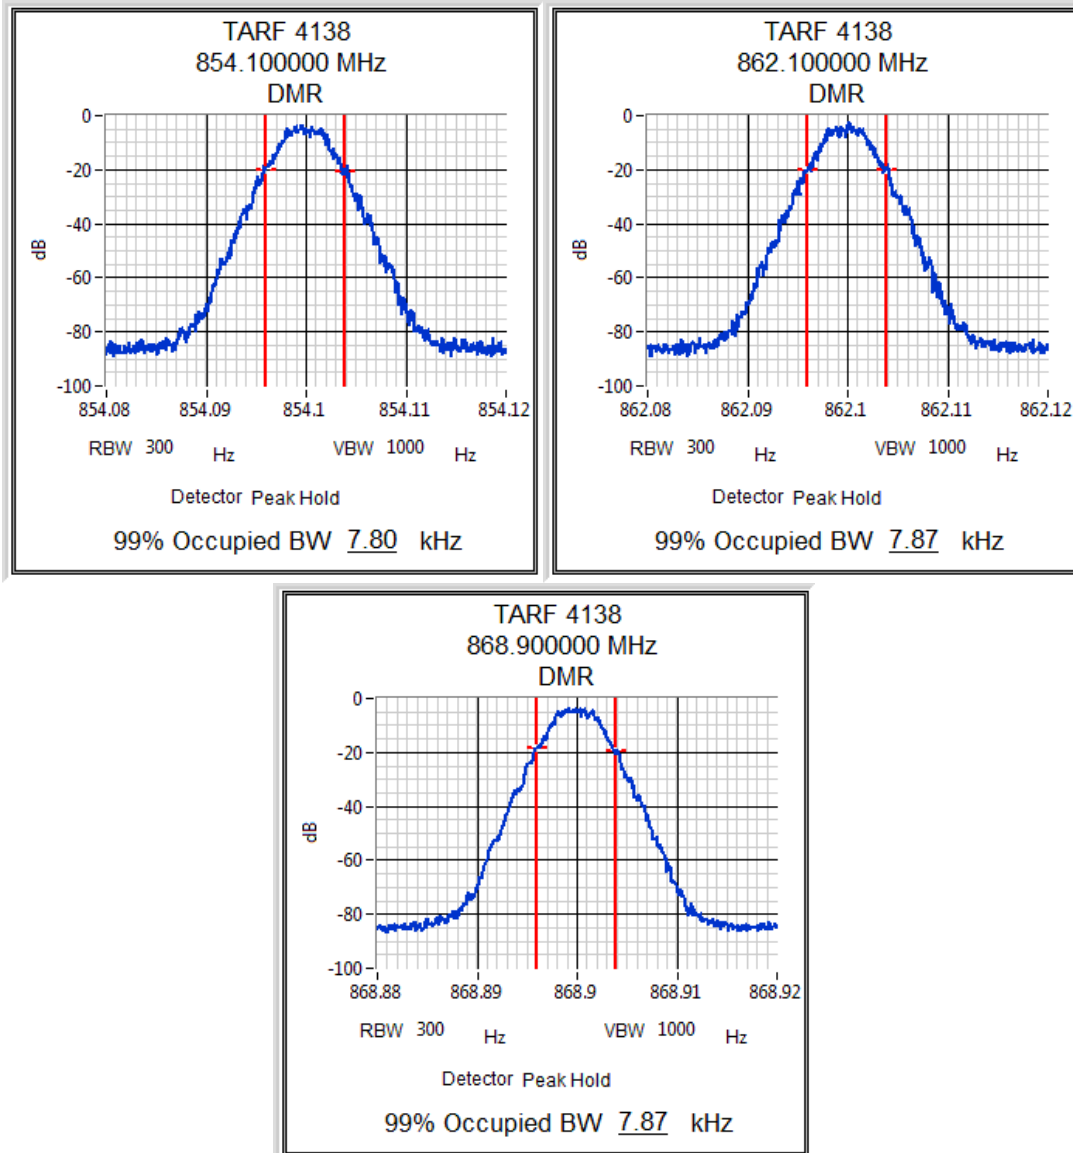 TARF 4138
854.100000 MHz
DMR
0
-20
-40
-60
-80
-100
dB
854.08 854.09 854.1 854.11 854.12
RBW 300 Hz VBW 1000 Hz
Detector Peak Hold
99% Occupied BW 7.80 kHz
TARF 4138
862.100000 MHz
DMR
0
-20
-40
-60
-80
-100
dB
862.08 862.09 862.1 862.11 862.12
RBW 300 Hz VBW 1000 Hz
Detector Peak Hold
99% Occupied BW 7.87 kHz
TARF 4138
868.900000 MHz
DMR
0
-20
-40
-60
-80
-100
dB
868.88 868.89 868.9 868.91 868.92
RBW 300 Hz VBW 1000 Hz
Detector Peak Hold
99% Occupied BW 7.87 kHz